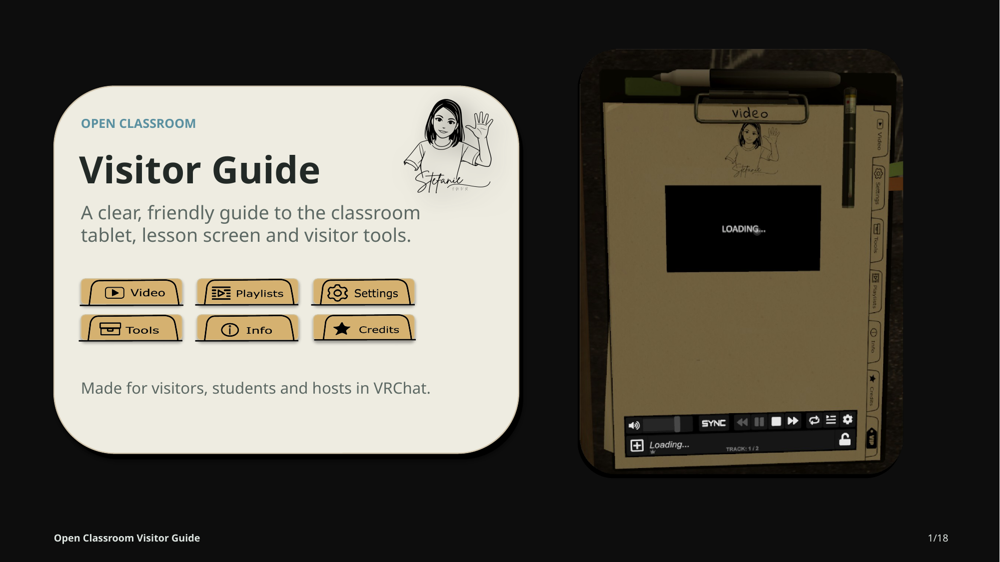 OPEN CLASSROOM
Visitor Guide
A clear, friendly guide to the classroom
tablet, lesson screen and visitor tools.
Stefanie
INVR
Video
Playlists
Settings
Tools
Info
Credits
Made for visitors, students and hosts in VRChat.
video
Stefanie
LOADING...
Video
Settings
Tools
Playlists
Info
Credits
VIP
SYNC
Loading...
TRACK: 1 / 2
Open Classroom Visitor Guide
1/18